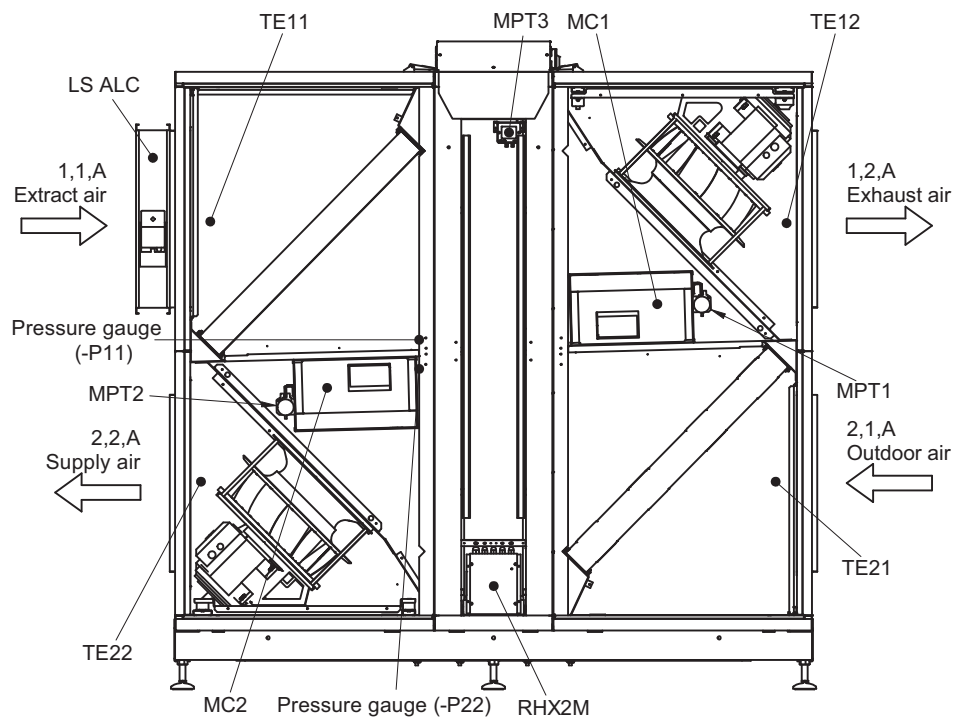 TE11
MPT3
MC1
TE12
LS ALC
1,1,A
Extract air
1,2,A
Exhaust air
Pressure gauge
(-P11)
MPT2
MPT1
2,2,A
Supply air
2,1,A
Outdoor air
TE21
TE22
MC2
Pressure gauge (-P22)
RHX2M